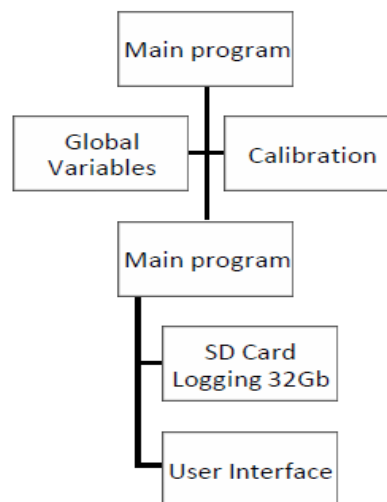 Main program
Global
Variables
Calibration
Main program
SD Card
Logging 32Gb
User Interface